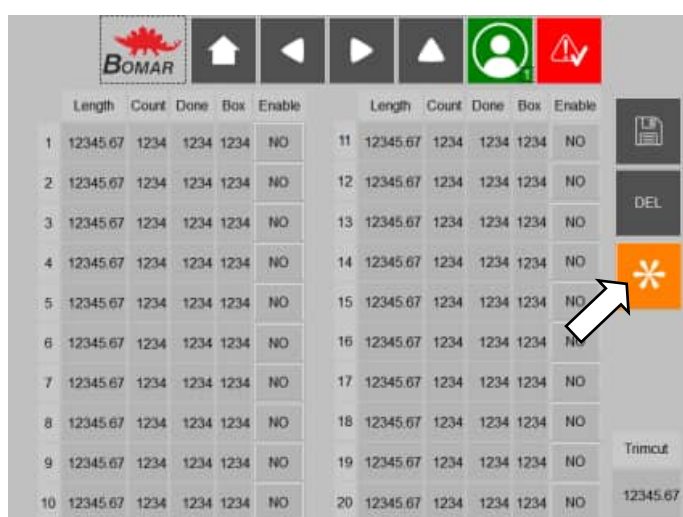 BOMAR
1
Length Count Done Box Enable Length Count Done Box Enable
1 12345.67 1234 1234 1234 NO 11 12345.67 1234 1234 1234 NO
2 12345.67 1234 1234 1234 NO 12 12345.67 1234 1234 1234 NO
DEL
3 12345.67 1234 1234 1234 NO 13 12345.67 1234 1234 1234 NO
4 12345.67 1234 1234 1234 NO 14 12345.67 1234 1234 1234 NO
*
5 12345.67 1234 1234 1234 NO 15 12345.67 1234 1234 1234 NO
6 12345.67 1234 1234 1234 NO 16 12345.67 1234 1234 1234 NO
7 12345.67 1234 1234 1234 NO 17 12345.67 1234 1234 1234 NO
8 12345.67 1234 1234 1234 NO 18 12345.67 1234 1234 1234 NO
Trimcut
9 12345.67 1234 1234 1234 NO 19 12345.67 1234 1234 1234 NO
10 12345.67 1234 1234 1234 NO 20 12345.67 1234 1234 1234 NO
12345.67